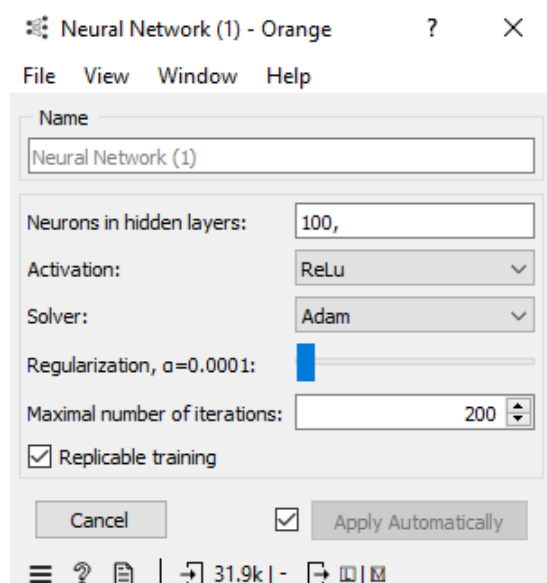 Neural Network (1) - Orange ? ×
File View Window Help
Name
Neural Network (1)
Neurons in hidden layers: 100,
Activation: ReLu
Solver: Adam
Regularization, α=0.0001:
Maximal number of iterations: 200
Replicable training
Cancel Apply Automatically
? 31.9k | - L | M